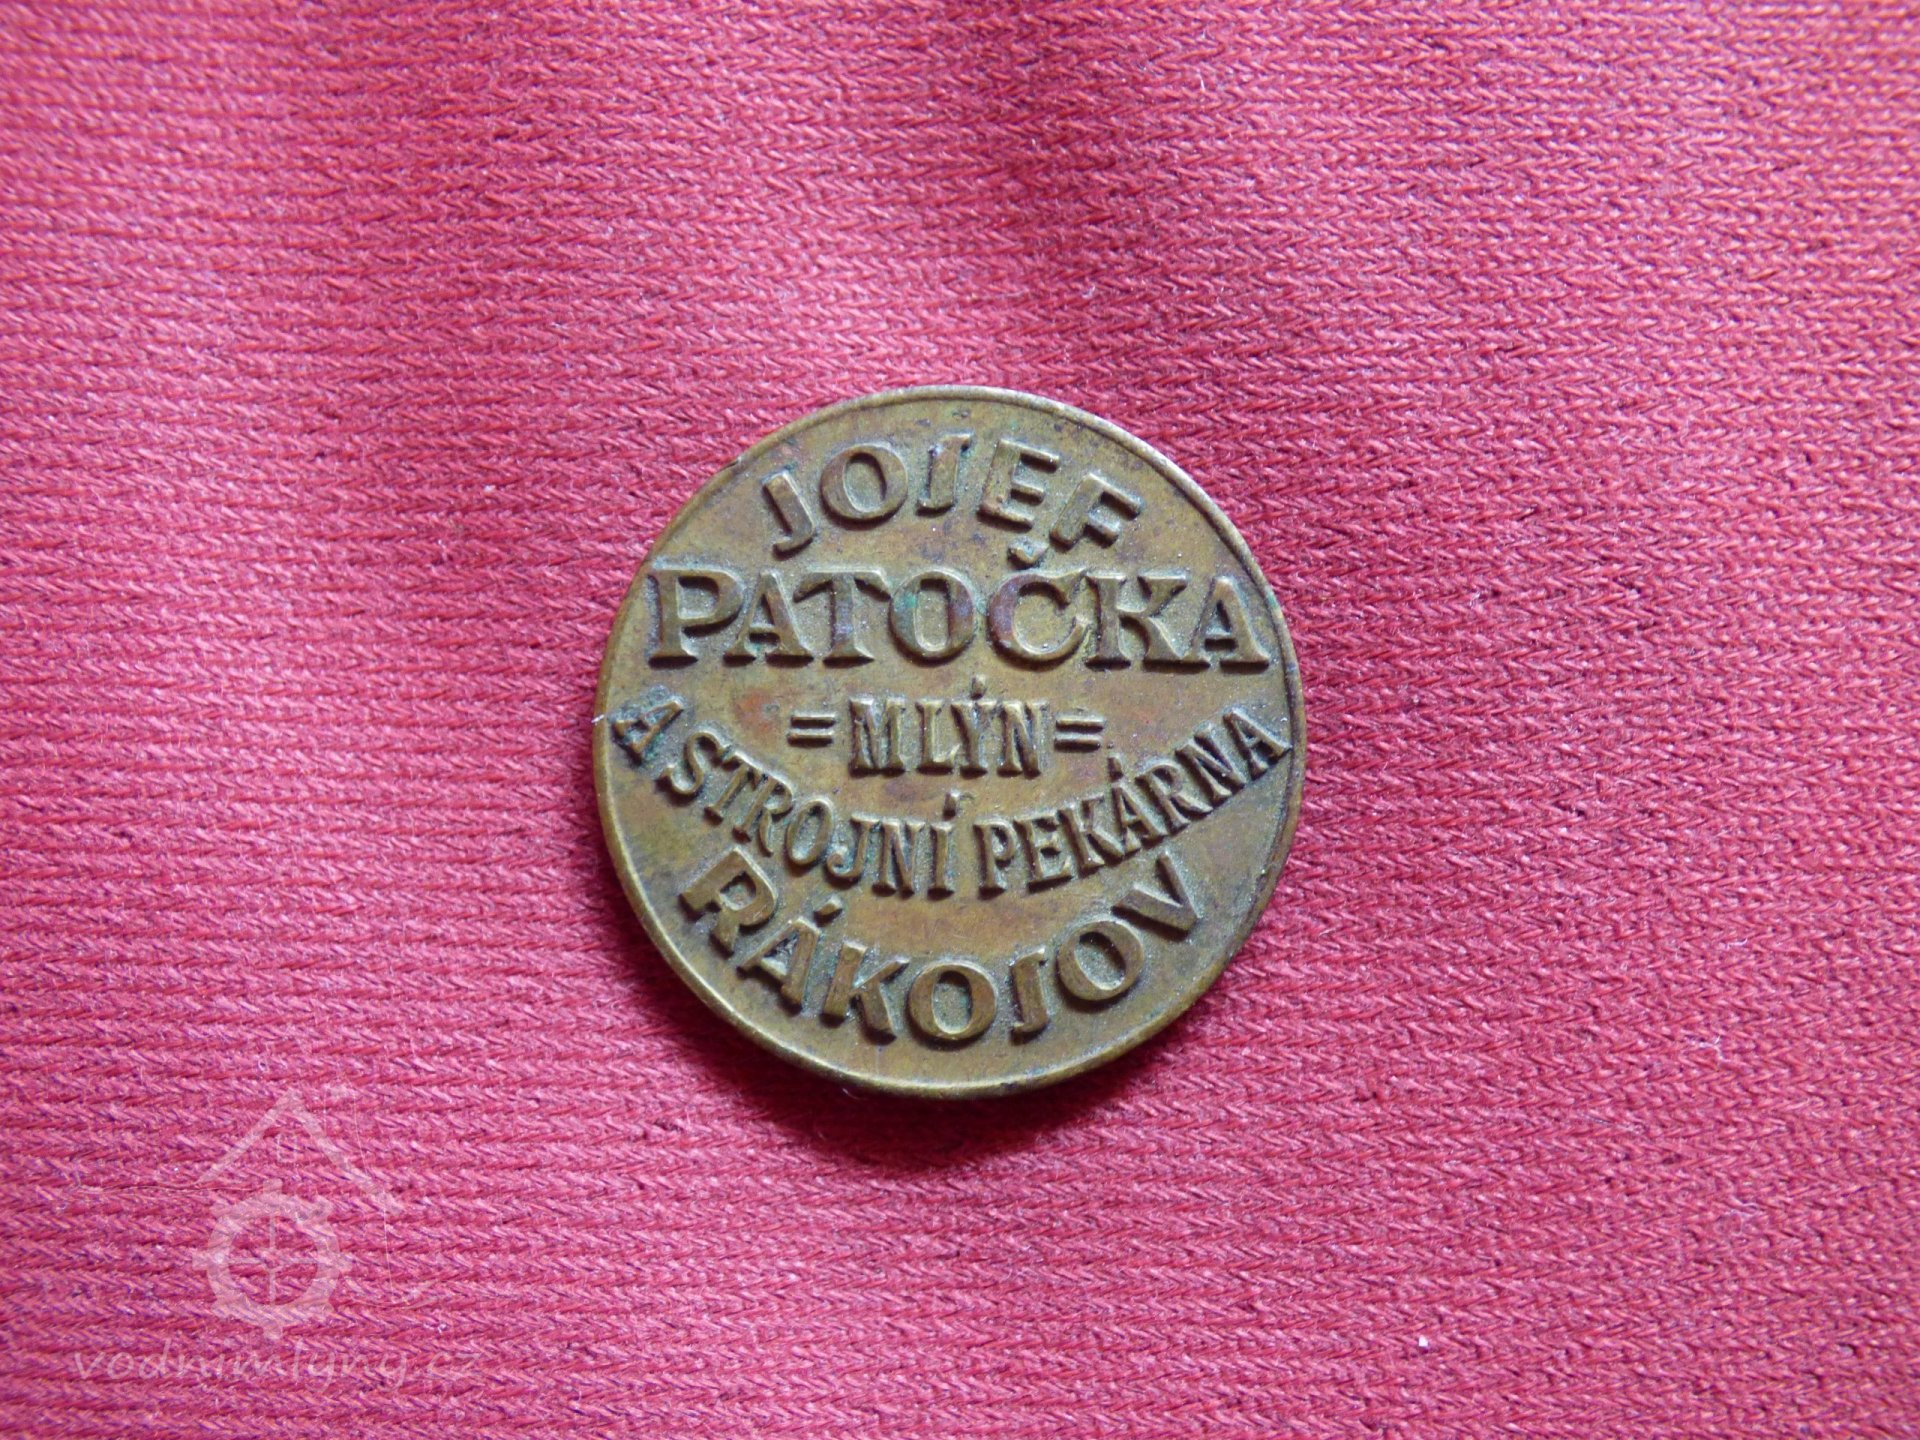 JOSEF
PATOČKA
=MLÝN=
A STROJNÍ PEKÁRNA
RÁKOSOV
vodnimlyny.cz